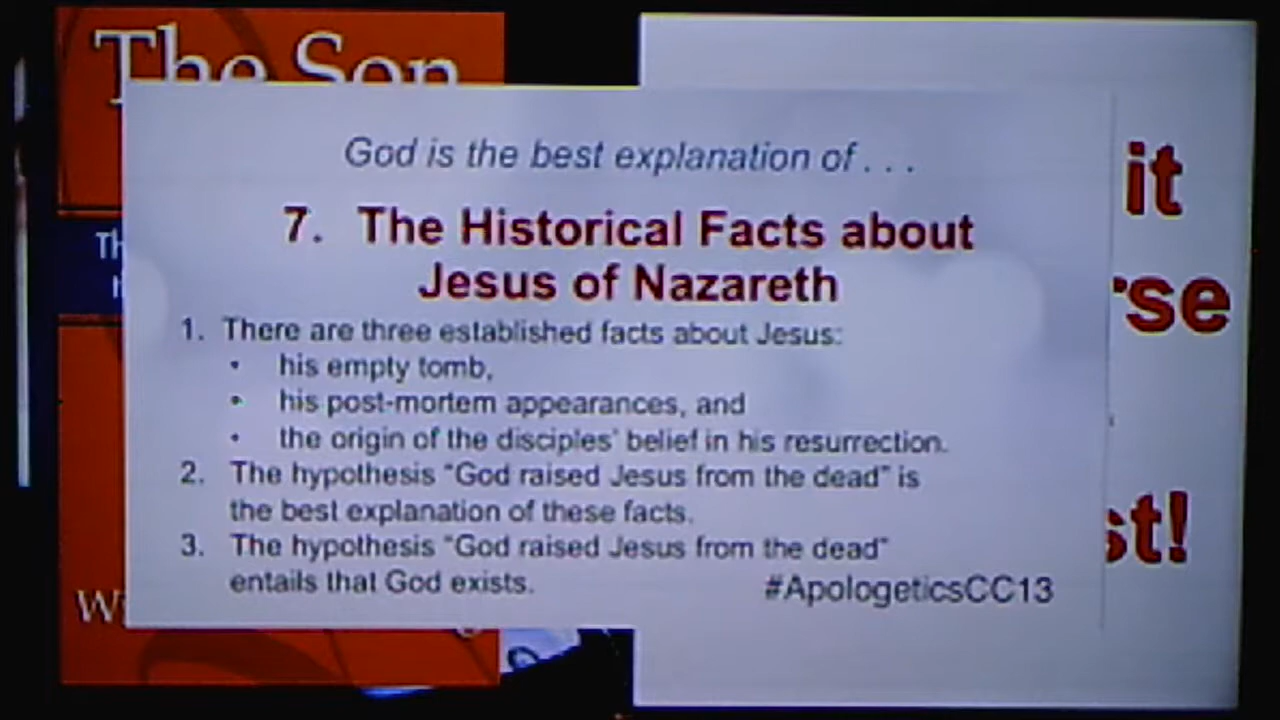 The Son
God is the best explanation of . . .
7. The Historical Facts about
Jesus of Nazareth
1. There are three established facts about Jesus:
• his empty tomb,
• his post-mortem appearances, and
• the origin of the disciples' belief in his resurrection.
2. The hypothesis "God raised Jesus from the dead" is
the best explanation of these facts.
3. The hypothesis "God raised Jesus from the dead"
entails that God exists.
#ApologeticsCC13
it
rse
st!